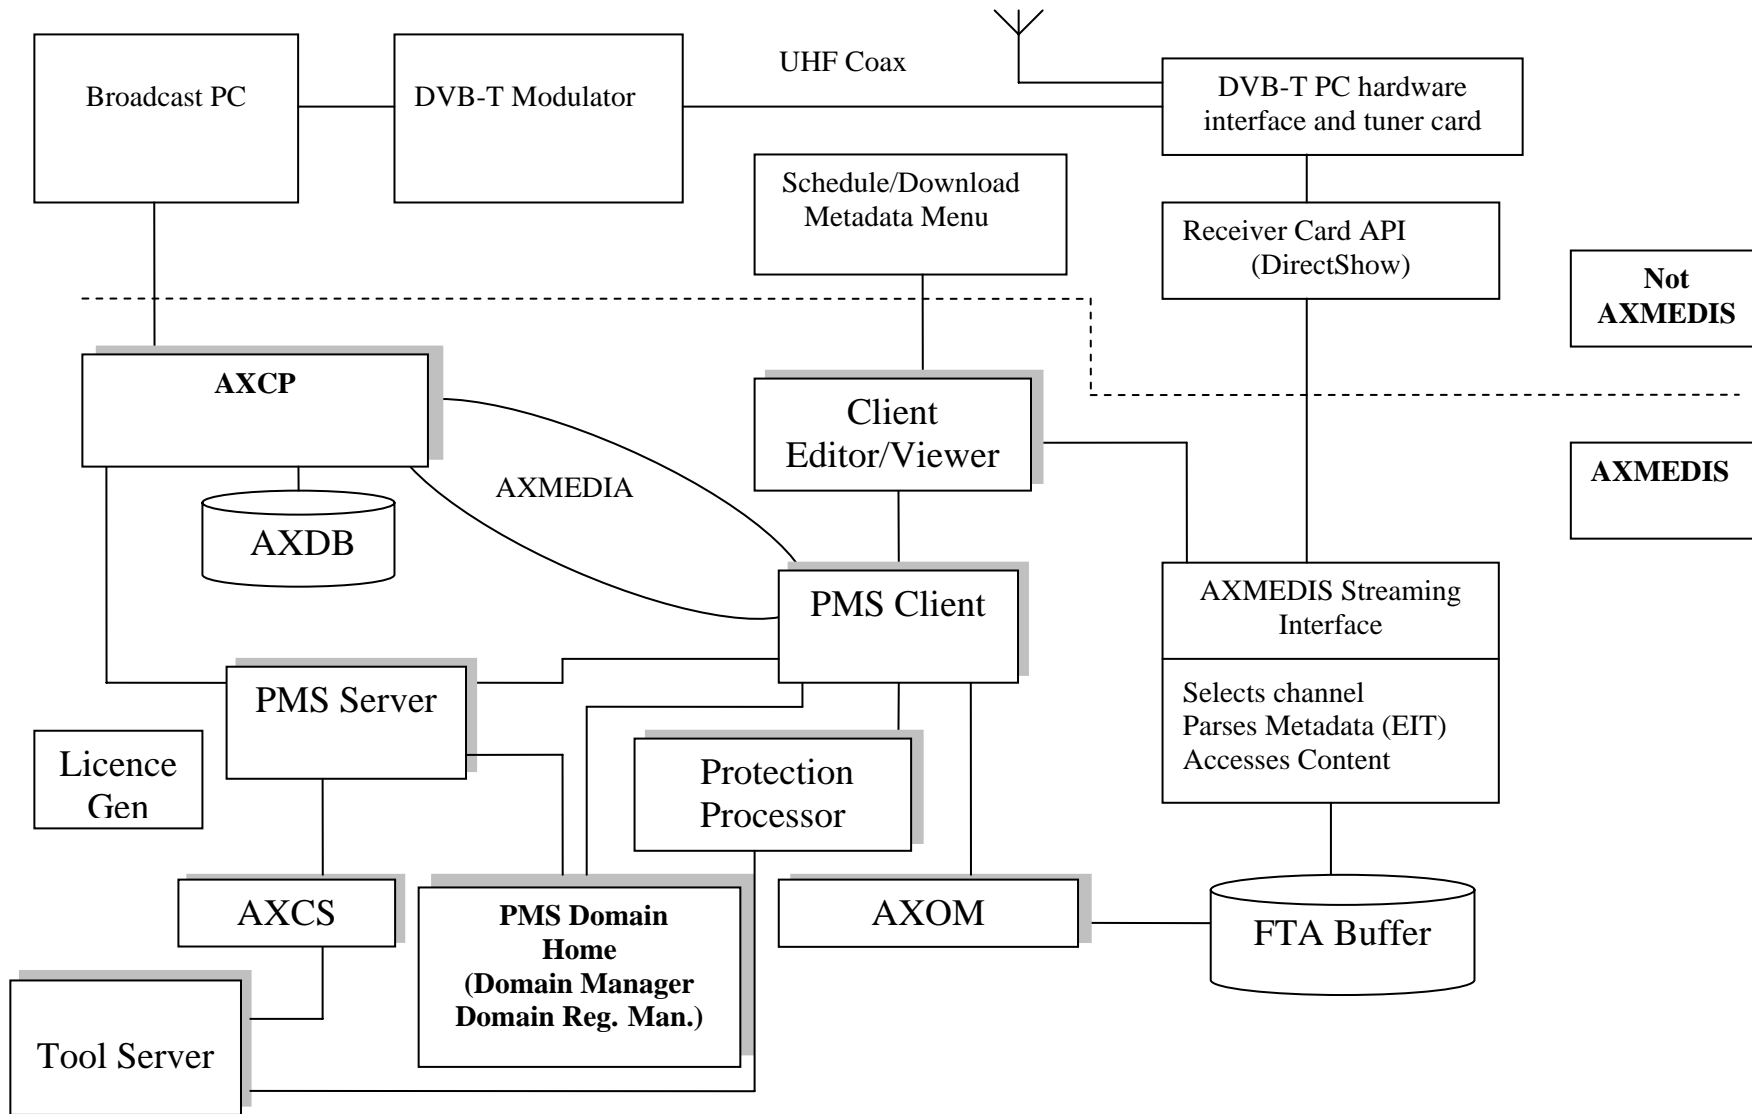 UHF Coax
Broadcast PC
DVB-T Modulator
DVB-T PC hardware
interface and tuner card
Schedule/Download
Metadata Menu
Receiver Card API
(DirectShow)
Not
AXMEDIS
AXCP
Client
Editor/Viewer
AXMEDIS
AXMEDIA
AXDB
PMS Client
AXMEDIS Streaming
Interface
PMS Server
Selects channel
Parses Metadata (EIT)
Accesses Content
Licence
Gen
Protection
Processor
AXCS
PMS Domain
Home
(Domain Manager
Domain Reg. Man.)
AXOM
FTA Buffer
Tool Server